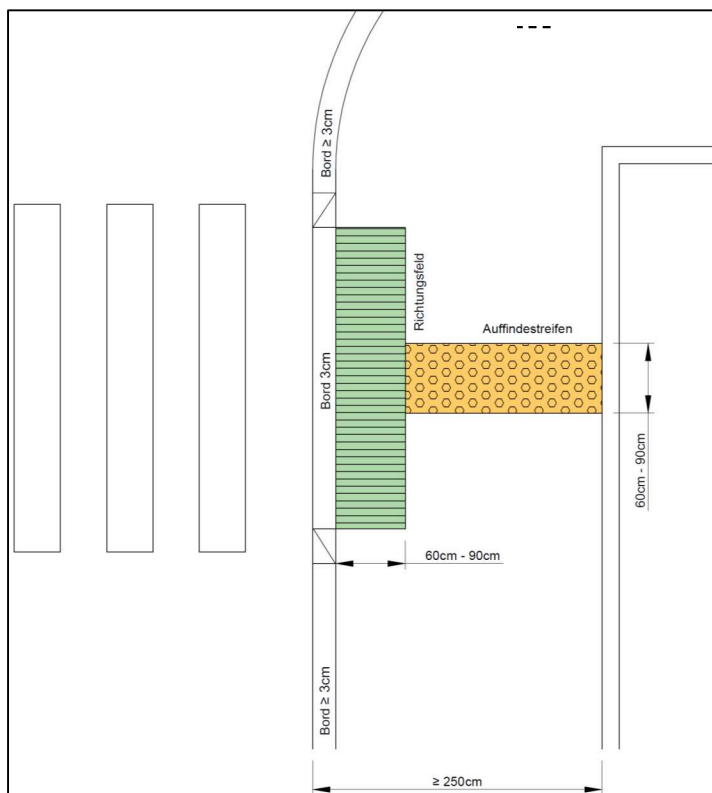 Bord ≥ 3cm
Richtungsfeld
Auffindestreifen
Bord 3cm
60cm - 90cm
60cm - 90cm
Bord ≥ 3cm
≥ 250cm